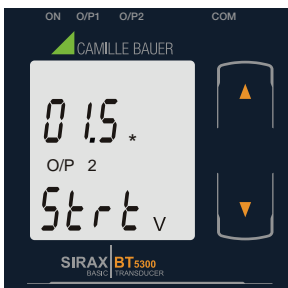 ON O/P1 O/P2 COM
CAMILLE BAUER
01.5 *
O/P 2
Strt V
SIRAX BT5300
BASIC TRANSDUCER